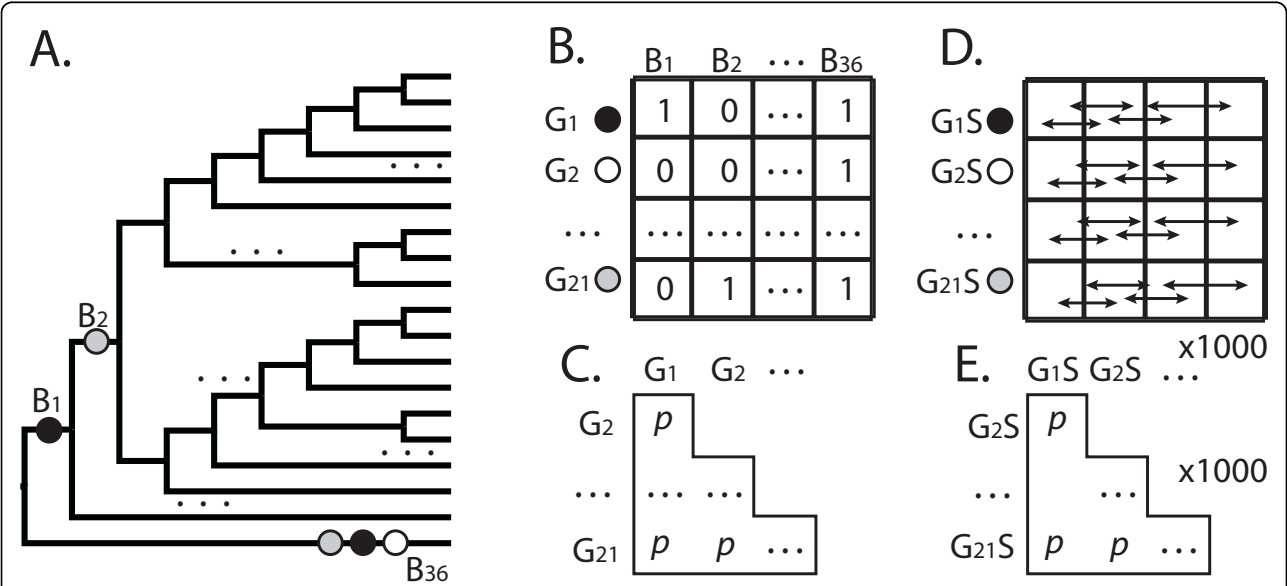 A.
. . .
. . .
B2
. . .
B1
. . .
. . .
B36
B.
B1 B2 ... B36
G1 1 0 ... 1
G2 0 0 ... 1
... ... ... ... ...
G21 0 1 ... 1
C.
G1 G2 ...
G2 p
... ... ...
G21 p p ...
D.
G1S
G2S
...
G21S
x1000
E.
G1S G2S ...
G2S p
x1000
... ...
G21S p p ...